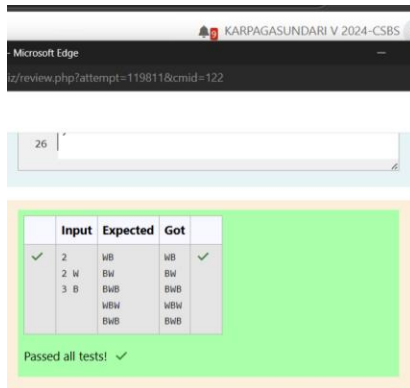 9 KARPAGASUNDARI V 2024-CSBS
- Microsoft Edge
iz/review.php?attempt=119811&cmid=122
26
Input Expected Got
2 WB WB
2 W BW BW
3 B BWB BWB
WBW WBW
BWB BWB
Passed all tests!